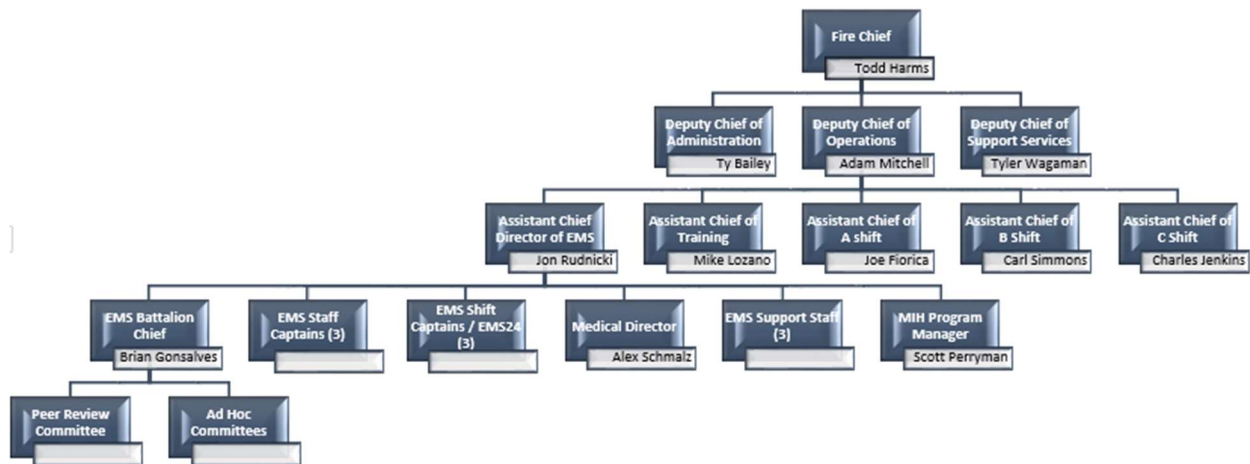 Fire Chief
Todd Harms
Deputy Chief of
Administration
Ty Bailey
Deputy Chief of
Operations
Adam Mitchell
Deputy Chief of
Support Services
Tyler Wagaman
Assistant Chief
Director of EMS
Jon Rudnicki
Assistant Chief of
Training
Mike Lozano
Assistant Chief of
A shift
Joe Fiorica
Assistant Chief of
B Shift
Carl Simmons
Assistant Chief of
C Shift
Charles Jenkins
EMS Battalion
Chief
Brian Gonsalves
EMS Staff
Captains (3)
EMS Shift
Captains / EMS24
(3)
Medical Director
Alex Schmalz
EMS Support Staff
(3)
MIH Program
Manager
Scott Perryman
Peer Review
Committee
Ad Hoc
Committees